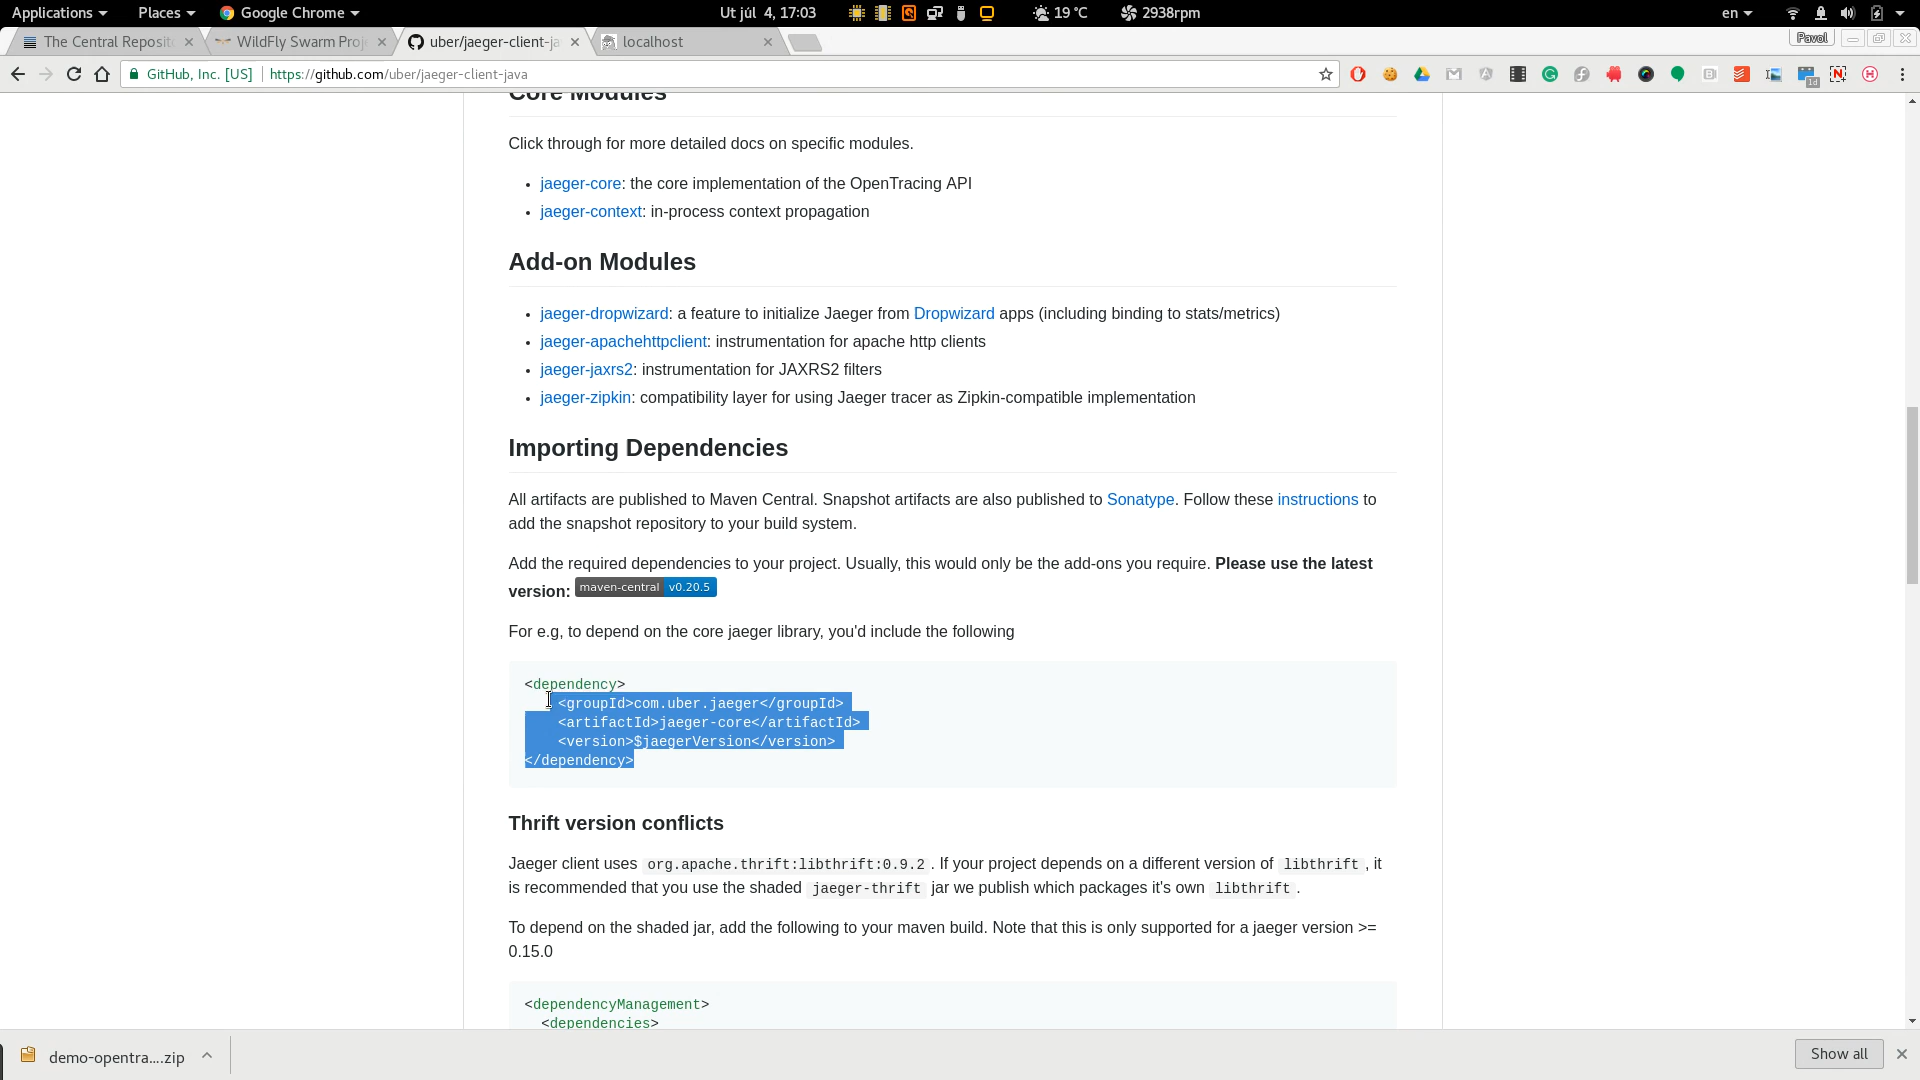 Applications Places Google Chrome Ut júl 4, 17:03 19 °C 2938rpm en
The Central Reposito WildFly Swarm Proj uber/jaeger-client-ja localhost Pavol
GitHub, Inc. [US] https://github.com/uber/jaeger-client-java 1d
Core Modules
Click through for more detailed docs on specific modules.
• jaeger-core: the core implementation of the OpenTracing API
• jaeger-context: in-process context propagation
Add-on Modules
• jaeger-dropwizard: a feature to initialize Jaeger from Dropwizard apps (including binding to stats/metrics)
• jaeger-apachehttpclient: instrumentation for apache http clients
• jaeger-jaxrs2: instrumentation for JAXRS2 filters
• jaeger-zipkin: compatibility layer for using Jaeger tracer as Zipkin-compatible implementation
Importing Dependencies
All artifacts are published to Maven Central. Snapshot artifacts are also published to Sonatype. Follow these instructions to
add the snapshot repository to your build system.
Add the required dependencies to your project. Usually, this would only be the add-ons you require. Please use the latest
version: maven-central v0.20.5
For e.g, to depend on the core jaeger library, you'd include the following
<dependency>
<groupId>com.uber.jaeger</groupId>
<artifactId>jaeger-core</artifactId>
<version>$jaegerVersion</version>
</dependency>
Thrift version conflicts
Jaeger client uses org.apache.thrift:libthrift:0.9.2. If your project depends on a different version of libthrift, it
is recommended that you use the shaded jaeger-thrift jar we publish which packages it's own libthrift.
To depend on the shaded jar, add the following to your maven build. Note that this is only supported for a jaeger version >=
0.15.0
<dependencyManagement>
<dependencies>
demo-opentra....zip Show all